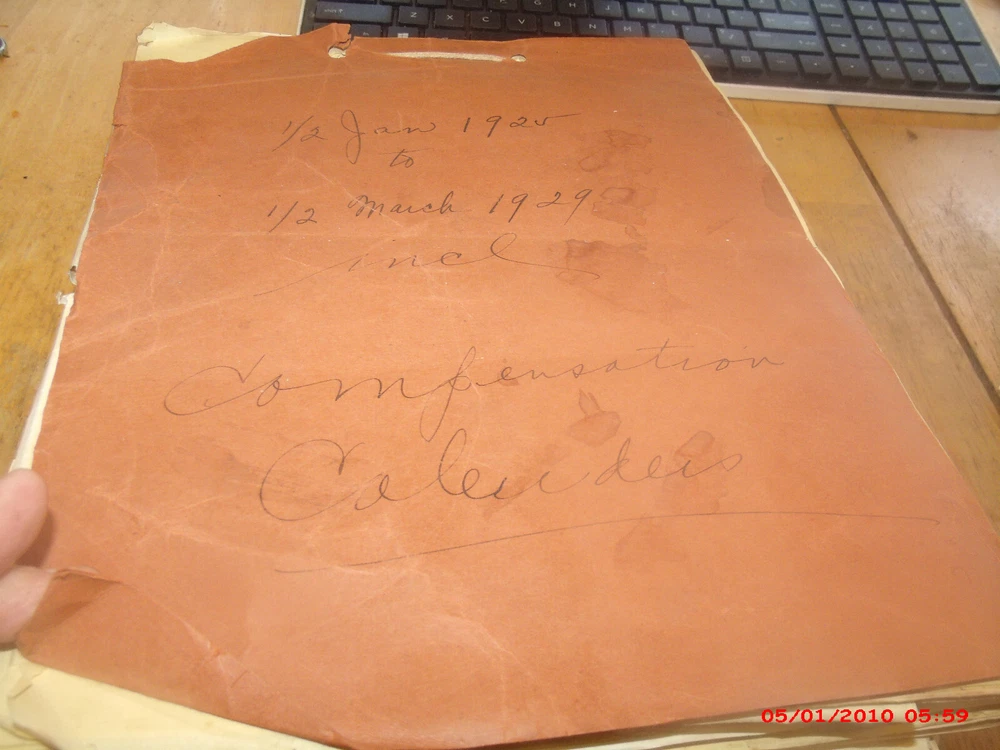 1/2 Jan 1925
to
1/2 March 1929
incl
Compensation
Calendars
05/01/2010 05:59